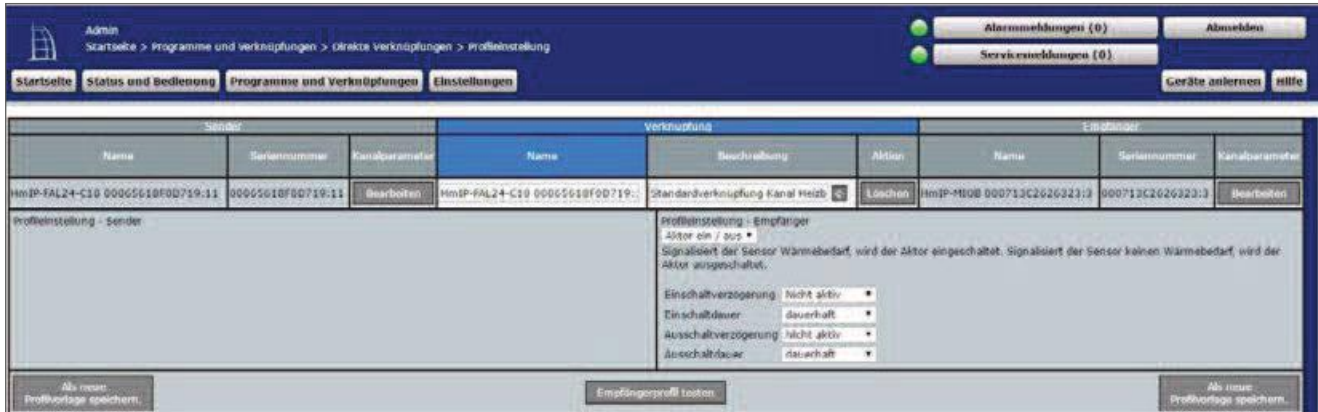 Admin
Startseite > Programme und Verknüpfungen > Direkte Verknüpfungen > Profileinstellung
Alarmmeldungen (0)
Abmelden
Servicemeldungen (0)
Startseite
Status und Bedienung
Programme und Verknüpfungen
Einstellungen
Geräte anlernen
Hilfe
Sender
Verknüpfung
Empfänger
Name
Seriennummer
Kanalparameter
Name
Beschreibung
Aktion
Name
Seriennummer
Kanalparameter
HmIP-FAL24-C10 00065618F0D719:11
00065618F0D719:11
Bearbeiten
HmIP-FAL24-C10 00065618F0D719:
Standardverknüpfung Kanal Heizb
Löschen
HmIP-MIOB 000713C2626323:3
000713C2626323:3
Bearbeiten
Profileinstellung - Sender
Profileinstellung - Empfänger
Aktor ein / aus
Signalisiert der Sensor Wärmebedarf, wird der Aktor eingeschaltet. Signalisiert der Sensor keinen Wärmebedarf, wird der
Aktor ausgeschaltet.
Einschaltverzögerung Nicht aktiv
Einschaltdauer dauerhaft
Ausschaltverzögerung Nicht aktiv
Ausschaltdauer dauerhaft
Als neue
Profilvorlage speichern.
Empfängerprofil testen
Als neue
Profilvorlage speichern.